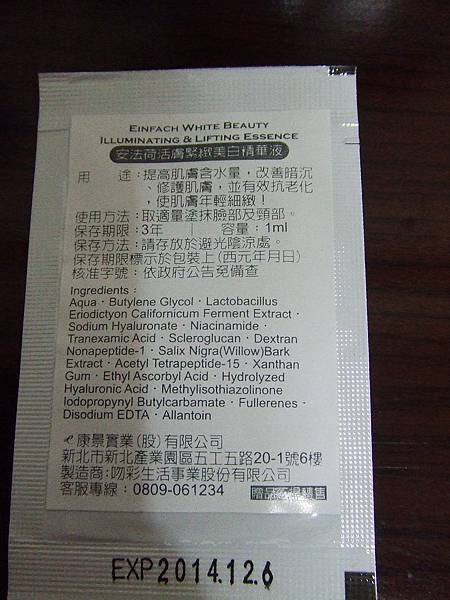 EINFACH WHITE BEAUTY
ILLUMINATING & LIFTING ESSENCE
安法荷活膚緊緻美白精華液
用　　途:提高肌膚含水量，改善暗沉
、修護肌膚，並有效抗老化
，使肌膚年輕細緻！
使用方法：取適量塗抹臉部及頸部。
保存期限：3年 | 容量：1ml
保存方法：請存放於避光陰涼處。
保存期限標示於包裝上(西元年月日)
核准字號：依政府公告免備查
Ingredients：
Aqua · Butylene Glycol · Lactobacillus
Eriodictyon Californicum Ferment Extract ·
Sodium Hyaluronate · Niacinamide ·
Tranexamic Acid · Scleroglucan · Dextran
Nonapeptide-1 · Salix Nigra(Willow)Bark
Extract · Acetyl Tetrapeptide-15 · Xanthan
Gum · Ethyl Ascorbyl Acid · Hydrolyzed
Hyaluronic Acid · Methylisothiazolinone
Iodopropynyl Butylcarbamate · Fullerenes ·
Disodium EDTA · Allantoin
康景實業(股)有限公司
新北市新北產業園區五工五路20-1號6樓
製造商:吻彩生活事業股份有限公司
客服專線：0809-061234
贈品不得轉售
EXP2014.12.6